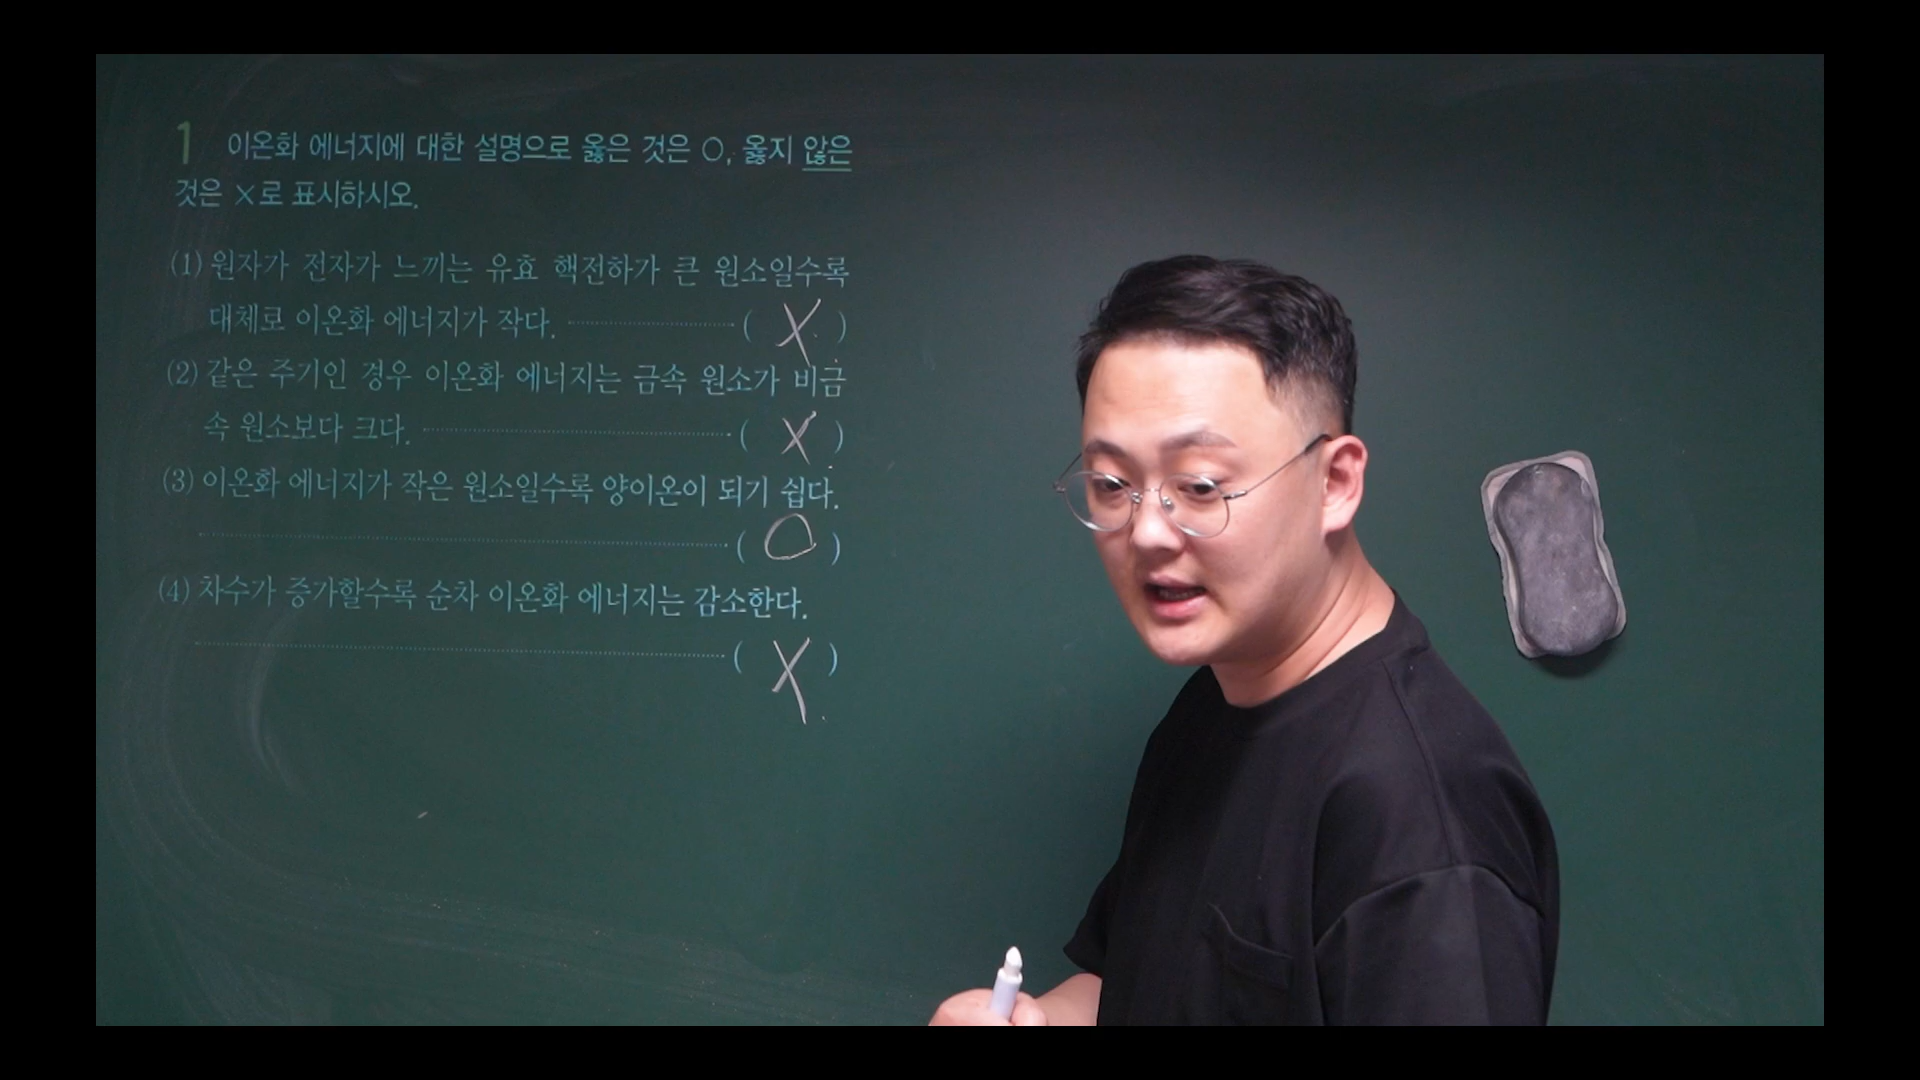 1 이온화 에너지에 대한 설명으로 옳은 것은 ○, 옳지 않은
것은 ×로 표시하시오.
(1) 원자가 전자가 느끼는 유효 핵전하가 큰 원소일수록
대체로 이온화 에너지가 작다. ( X )
(2) 같은 주기인 경우 이온화 에너지는 금속 원소가 비금
속 원소보다 크다. ( X )
(3) 이온화 에너지가 작은 원소일수록 양이온이 되기 쉽다.
( O )
(4) 차수가 증가할수록 순차 이온화 에너지는 감소한다.
( X )